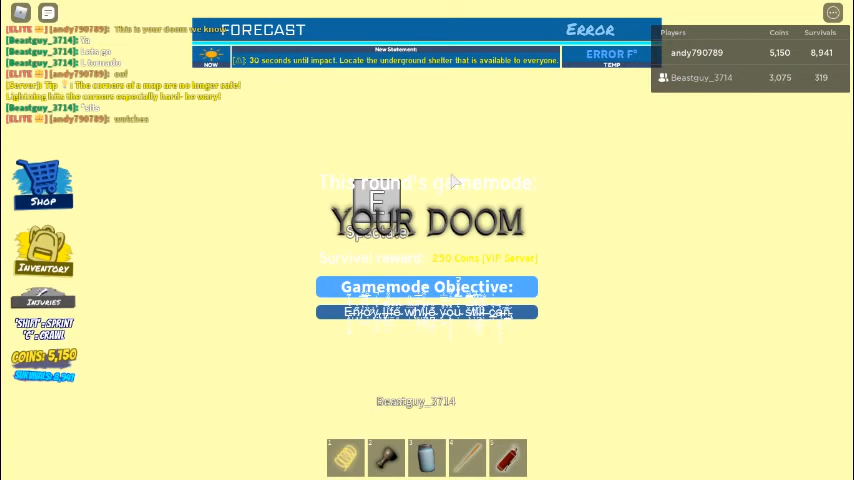 [ELITE 👑] [andy790789]: This is your doom we know
[Beastguy_3714]: Ya
[Beastguy_3714]: Lets go
[Beastguy_3714]: L tornado
[ELITE 👑] [andy790789]: oof
[Server]: Tip 💡: The corners of a map are no longer safe!
Lightning hits the corners especially hard- be wary!
[Beastguy_3714]: *sits
[ELITE 👑] [andy790789]: watches
FORECAST
ERROR
NOW
New Statement:
[⚠]: 30 seconds until impact. Locate the underground shelter that is available to everyone.
ERROR F°
TEMP
Players Coins Survivals
andy790789 5,150 8,941
Beastguy_3714 3,075 319
SHOP
INVENTORY
INJURIES
'SHIFT': SPRINT
'C': CRAWL
COINS: 5,150
SURVIVALS: 8,941
This round's gamemode:
F
YOUR DOOM
Spectate
Survival reward: 250 Coins [VIP Server]
Gamemode Objective:
Enjoy life while you still can.
Beastguy_3714
1 2 3 4 5